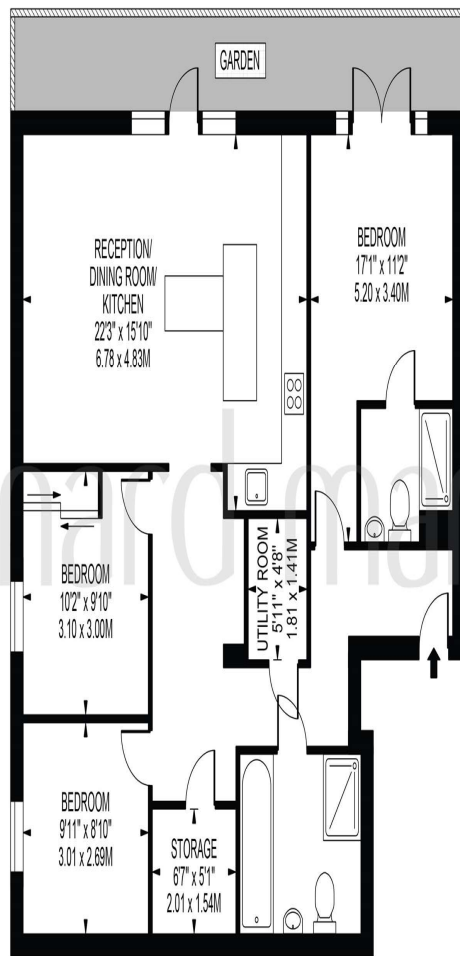 GARDEN
RECEPTION/
DINING ROOM/
KITCHEN
22'3" x 15'10"
6.78 x 4.83M
BEDROOM
17'1" x 11'2"
5.20 x 3.40M
BEDROOM
10'2" x 9'10"
3.10 x 3.00M
UTILITY ROOM
5'11" x 4'8"
1.81 x 1.41M
BEDROOM
9'11" x 8'10"
3.01 x 2.69M
STORAGE
6'7" x 5'1"
2.01 x 1.54M